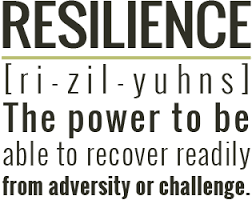 RESILIENCE
[ri-zil-yuhns]
The power to be
able to recover readily
from adversity or challenge.